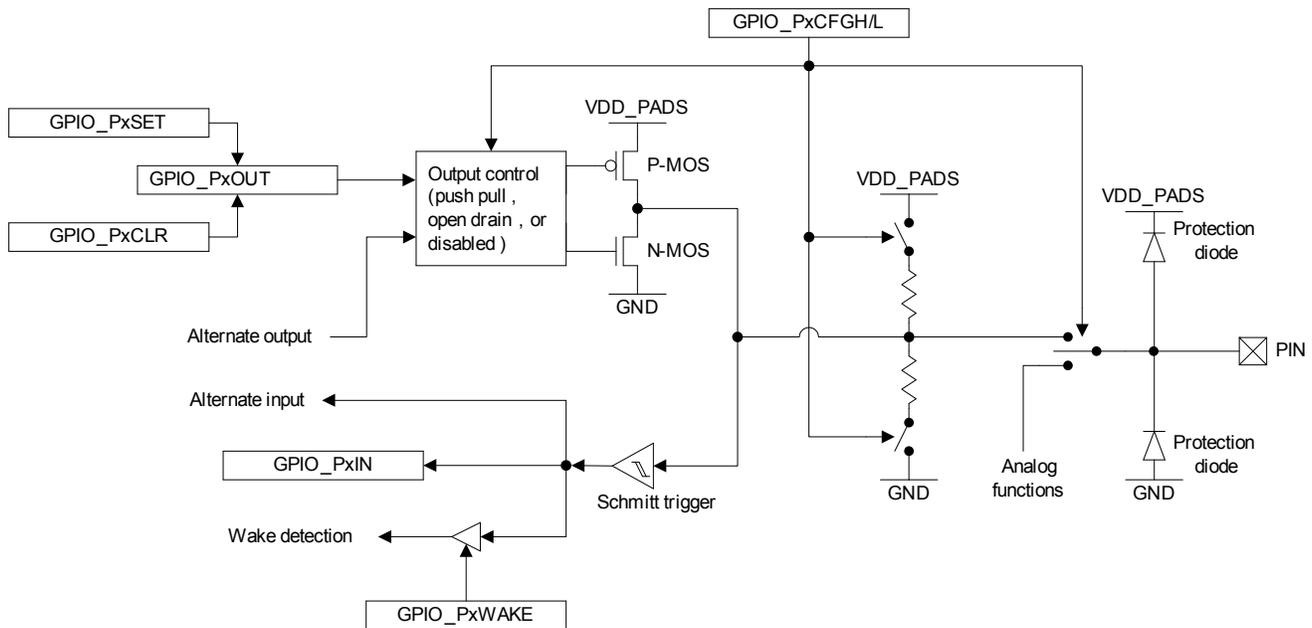 GPIO_PxCFGH/L
VDD_PADS
GPIO_PxSET
P-MOS
GPIO_PxOUT
Output control
(push pull ,
open drain , or
disabled )
VDD_PADS
VDD_PADS
GPIO_PxCLR
N-MOS
Protection
diode
GND
Alternate output
PIN
Alternate input
GPIO_PxIN
Schmitt trigger
Analog
functions
GND
Protection
diode
GND
Wake detection
GPIO_PxWAKE